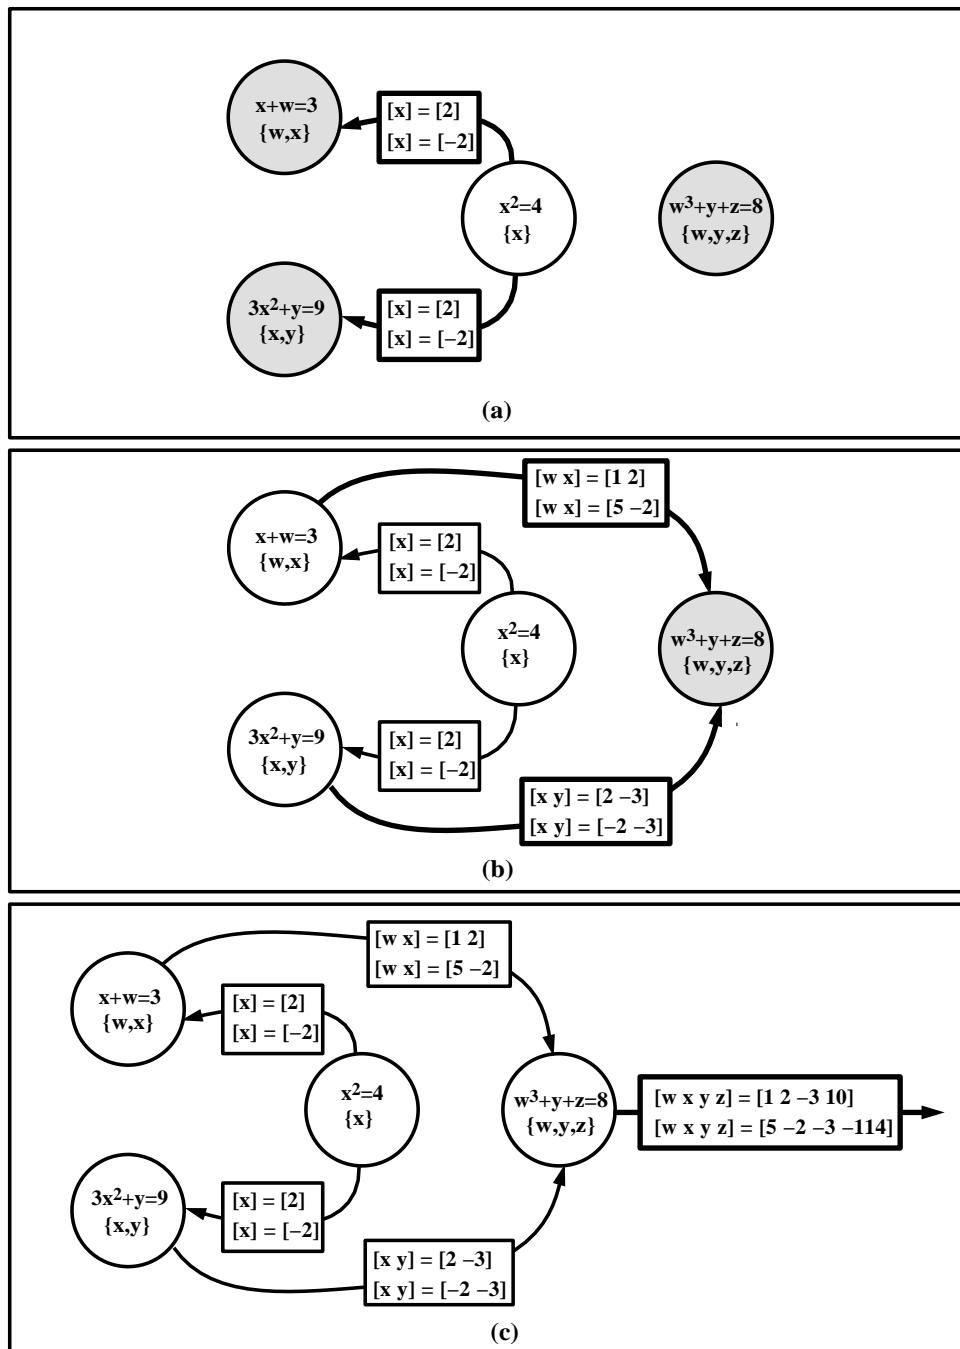 x+w=3
{w,x}
[x] = [2]
[x] = [−2]
x²=4
{x}
w³+y+z=8
{w,y,z}
3x²+y=9
{x,y}
[x] = [2]
[x] = [−2]
(a)
[w x] = [1 2]
[w x] = [5 −2]
x+w=3
{w,x}
[x] = [2]
[x] = [−2]
x²=4
{x}
w³+y+z=8
{w,y,z}
3x²+y=9
{x,y}
[x] = [2]
[x] = [−2]
[x y] = [2 −3]
[x y] = [−2 −3]
(b)
[w x] = [1 2]
[w x] = [5 −2]
x+w=3
{w,x}
[x] = [2]
[x] = [−2]
x²=4
{x}
w³+y+z=8
{w,y,z}
[w x y z] = [1 2 −3 10]
[w x y z] = [5 −2 −3 −114]
3x²+y=9
{x,y}
[x] = [2]
[x] = [−2]
[x y] = [2 −3]
[x y] = [−2 −3]
(c)